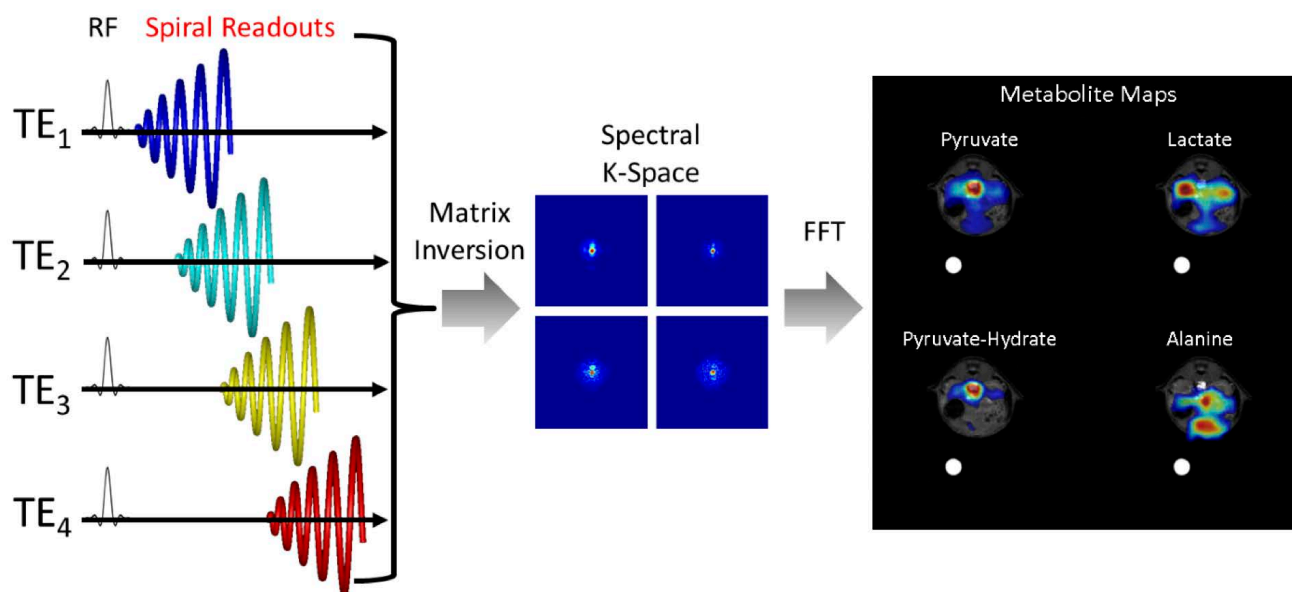 RF Spiral Readouts
TE1
TE2
TE3
TE4
Matrix
Inversion
Spectral
K-Space
FFT
Metabolite Maps
Pyruvate Lactate
Pyruvate-Hydrate Alanine